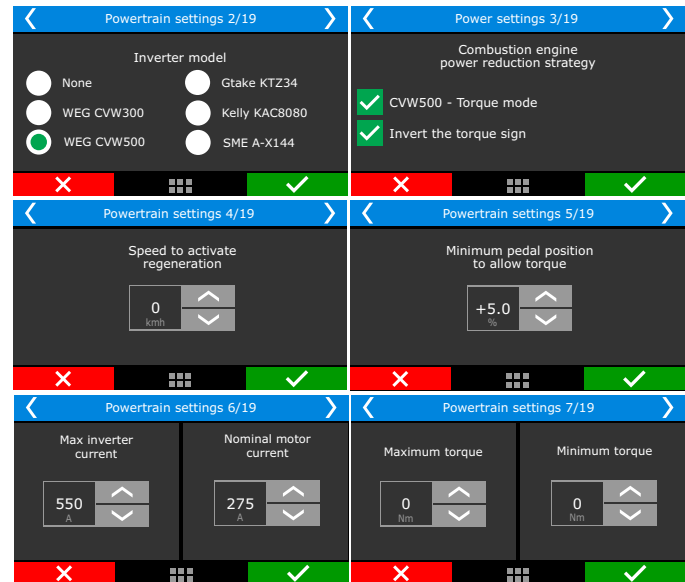 Powertrain settings 2/19
Inverter model
None
Gtake KTZ34
WEG CVW300
Kelly KAC8080
WEG CVW500
SME A-X144
Power settings 3/19
Combustion engine
power reduction strategy
CVW500 - Torque mode
Invert the torque sign
Powertrain settings 4/19
Speed to activate
regeneration
0
kmh
Powertrain settings 5/19
Minimum pedal position
to allow torque
+5.0
%
Powertrain settings 6/19
Max inverter
current
550
A
Nominal motor
current
275
A
Powertrain settings 7/19
Maximum torque
0
Nm
Minimum torque
0
Nm